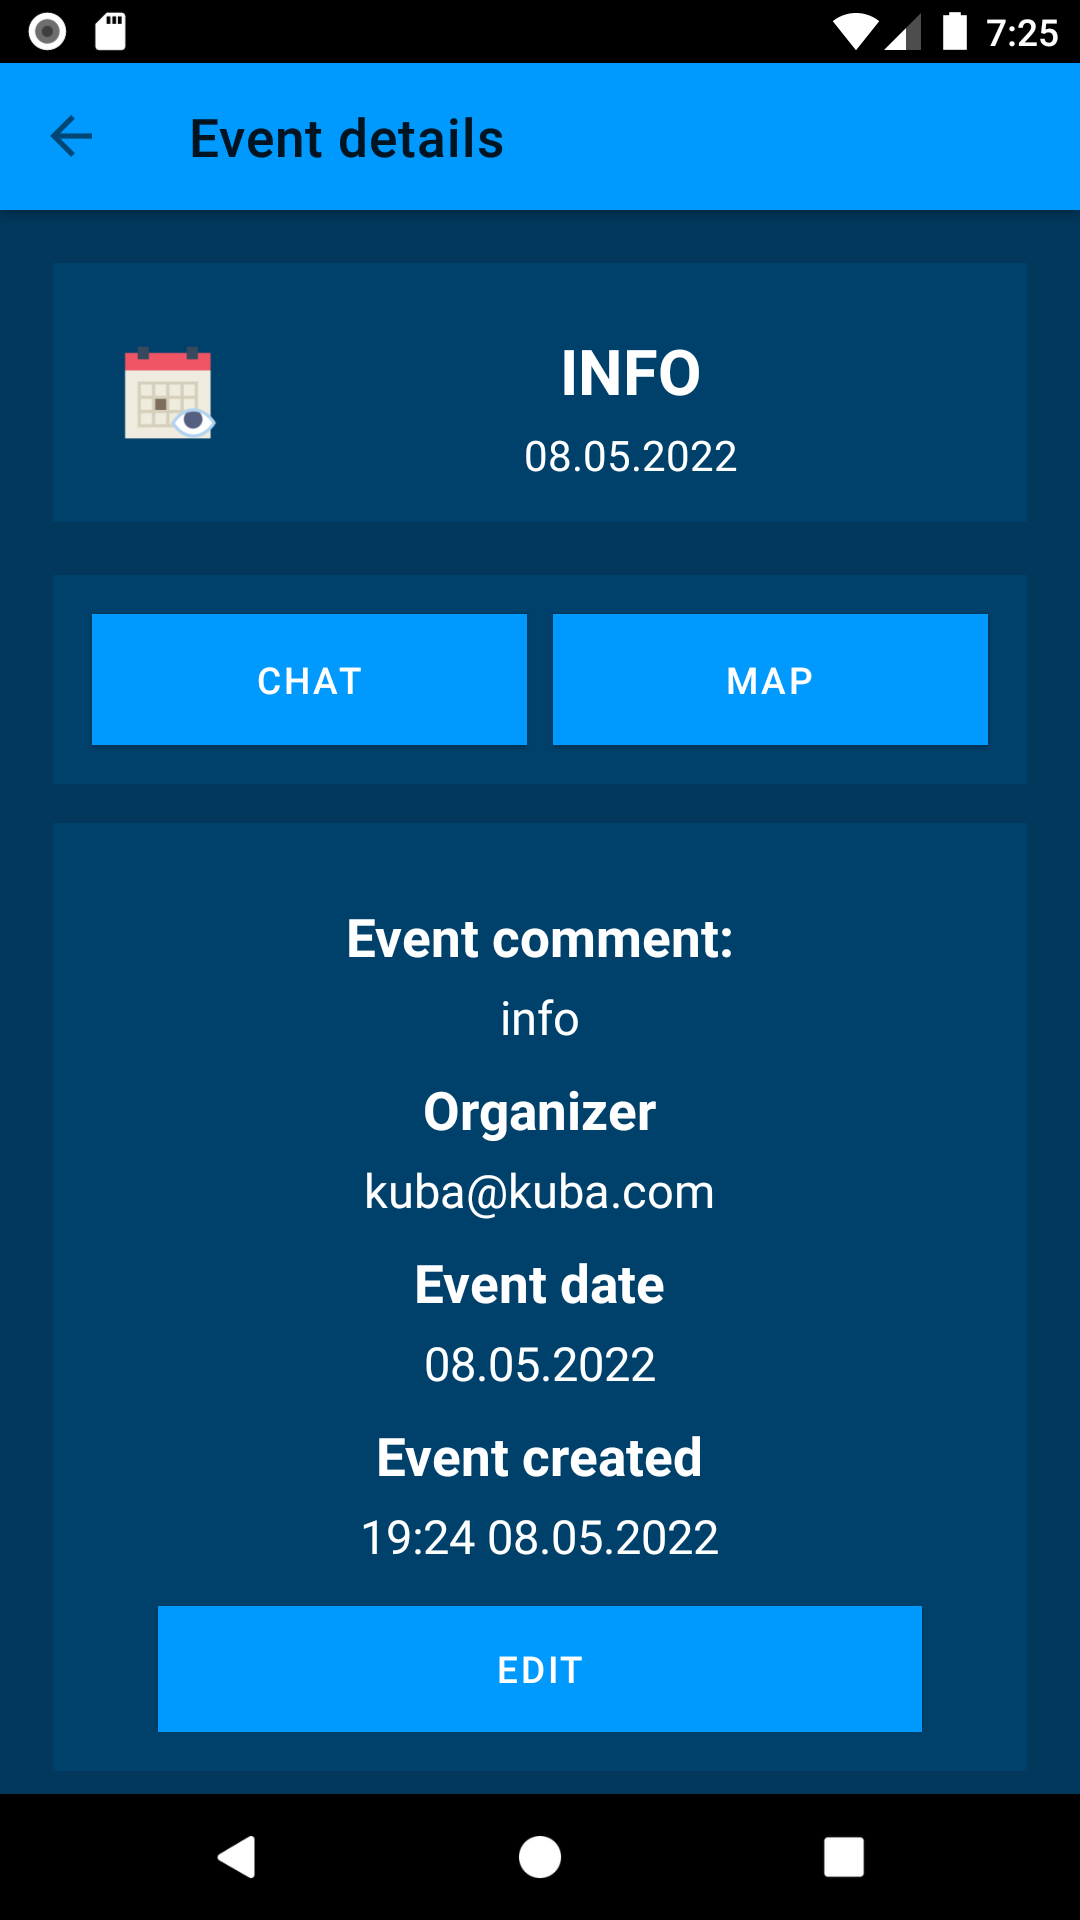 7:25
Event details
INFO
08.05.2022
CHAT
MAP
Event comment:
info
Organizer
kuba@kuba.com
Event date
08.05.2022
Event created
19:24 08.05.2022
EDIT